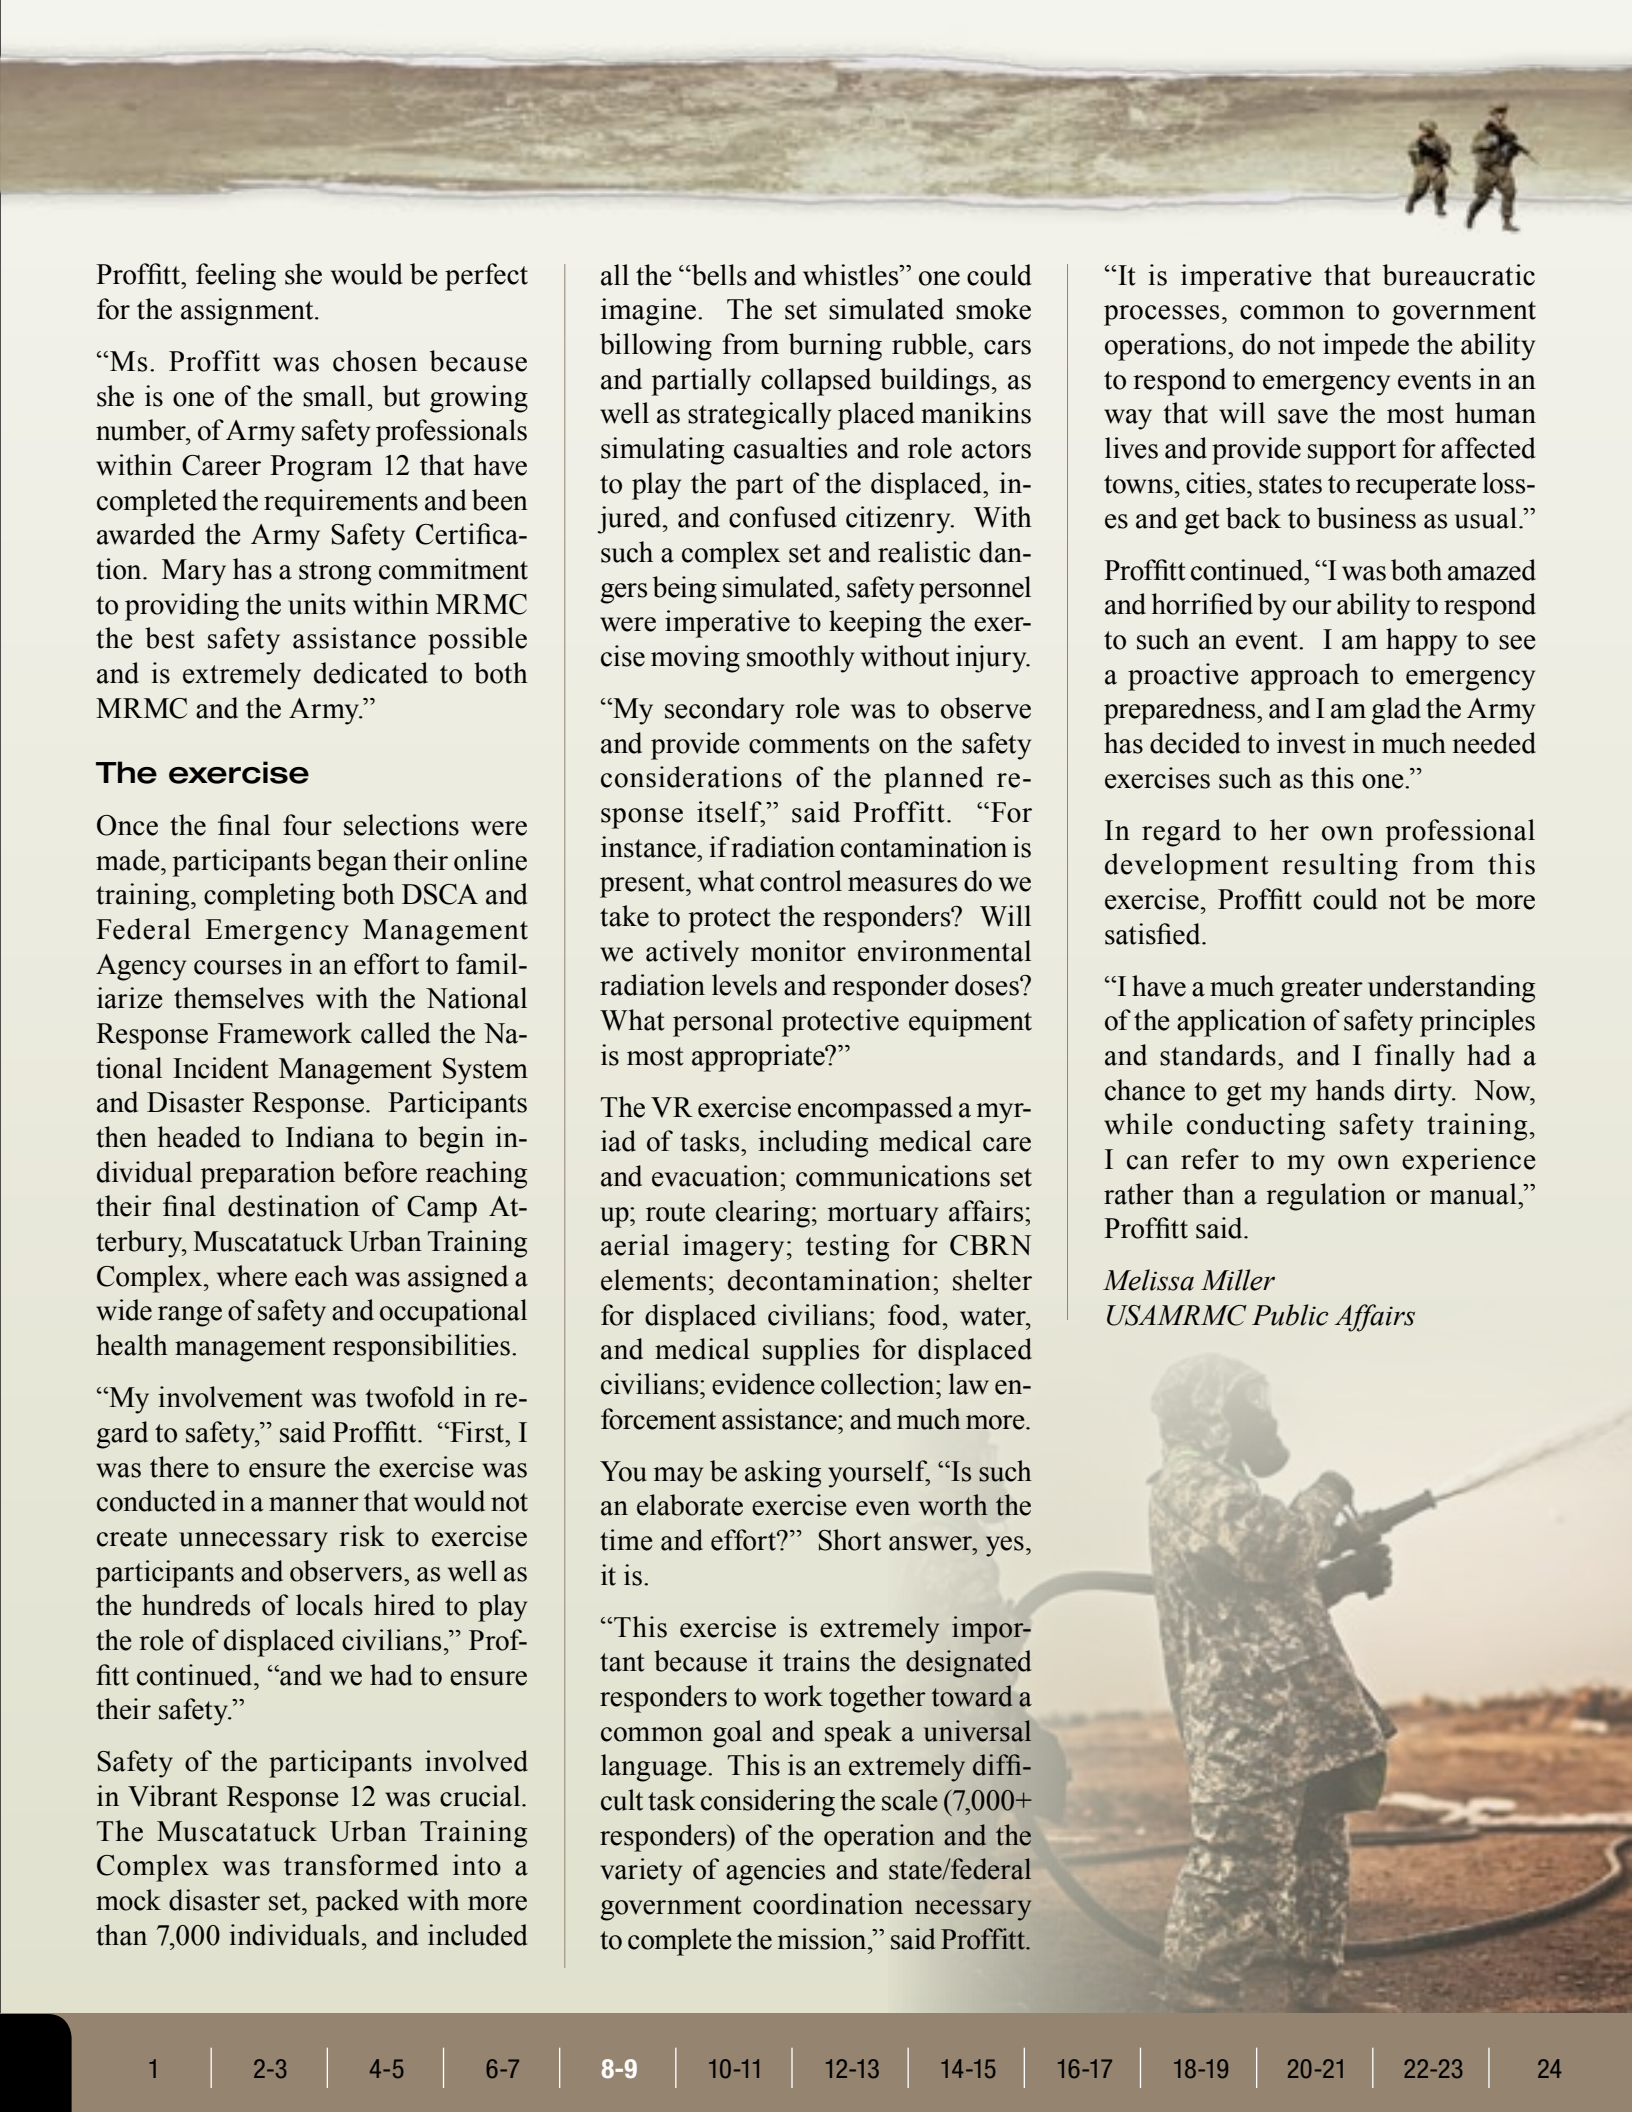 Proffitt, feeling she would be perfect
for the assignment.
“Ms. Proffitt was chosen because
she is one of the small, but growing
number, of Army safety professionals
within Career Program 12 that have
completed the requirements and been
awarded the Army Safety Certifica-
tion.  Mary has a strong commitment
to providing the units within MRMC
the best safety assistance possible
and is extremely dedicated to both
MRMC and the Army.”
The exercise
Once the final four selections were
made, participants began their online
training, completing both DSCA and
Federal Emergency Management
Agency courses in an effort to famil-
iarize themselves with the National
Response Framework called the Na-
tional Incident Management System
and Disaster Response.  Participants
then headed to Indiana to begin in-
dividual preparation before reaching
their final destination of Camp At-
terbury, Muscatatuck Urban Training
Complex, where each was assigned a
wide range of safety and occupational
health management responsibilities.
“My involvement was twofold in re-
gard to safety,” said Proffitt.  “First, I
was there to ensure the exercise was
conducted in a manner that would not
create unnecessary risk to exercise
participants and observers, as well as
the hundreds of locals hired to play
the role of displaced civilians,” Prof-
fitt continued, “and we had to ensure
their safety.”
Safety of the participants involved
in Vibrant Response 12 was crucial.
The Muscatatuck Urban Training
Complex was transformed into a
mock disaster set, packed with more
than 7,000 individuals, and included
all the “bells and whistles” one could
imagine.  The set simulated smoke
billowing from burning rubble, cars
and partially collapsed buildings, as
well as strategically placed manikins
simulating casualties and role actors
to play the part of the displaced, in-
jured, and confused citizenry.  With
such a complex set and realistic dan-
gers being simulated, safety personnel
were imperative to keeping the exer-
cise moving smoothly without injury.
“My secondary role was to observe
and provide comments on the safety
considerations of the planned re-
sponse itself,” said Proffitt.  “For
instance, if radiation contamination is
present, what control measures do we
take to protect the responders?  Will
we actively monitor environmental
radiation levels and responder doses?
What personal protective equipment
is most appropriate?”
The VR exercise encompassed a myr-
iad of tasks, including medical care
and evacuation; communications set
up; route clearing; mortuary affairs;
aerial imagery; testing for CBRN
elements; decontamination; shelter
for displaced civilians; food, water,
and medical supplies for displaced
civilians; evidence collection; law en-
forcement assistance; and much more.
You may be asking yourself, “Is such
an elaborate exercise even worth the
time and effort?”  Short answer, yes,
it is.
“This exercise is extremely impor-
tant because it trains the designated
responders to work together toward a
common goal and speak a universal
language.  This is an extremely diffi-
cult task considering the scale (7,000+
responders) of the operation and the
variety of agencies and state/federal
government coordination necessary
to complete the mission,” said Proffitt.
“It is imperative that bureaucratic
processes, common to government
operations, do not impede the ability
to respond to emergency events in an
way that will save the most human
lives and provide support for affected
towns, cities, states to recuperate loss-
es and get back to business as usual.”
Proffitt continued, “I was both amazed
and horrified by our ability to respond
to such an event.  I am happy to see
a proactive approach to emergency
preparedness, and I am glad the Army
has decided to invest in much needed
exercises such as this one.”
In regard to her own professional
development resulting from this
exercise, Proffitt could not be more
satisfied.
“I have a much greater understanding
of the application of safety principles
and standards, and I finally had a
chance to get my hands dirty.  Now,
while conducting safety training,
I can refer to my own experience
rather than a regulation or manual,”
Proffitt said.
Melissa Miller
USAMRMC Public Affairs
1 2-3 4-5 6-7 8-9 10-11 12-13 14-15 16-17 18-19 20-21 22-23 24